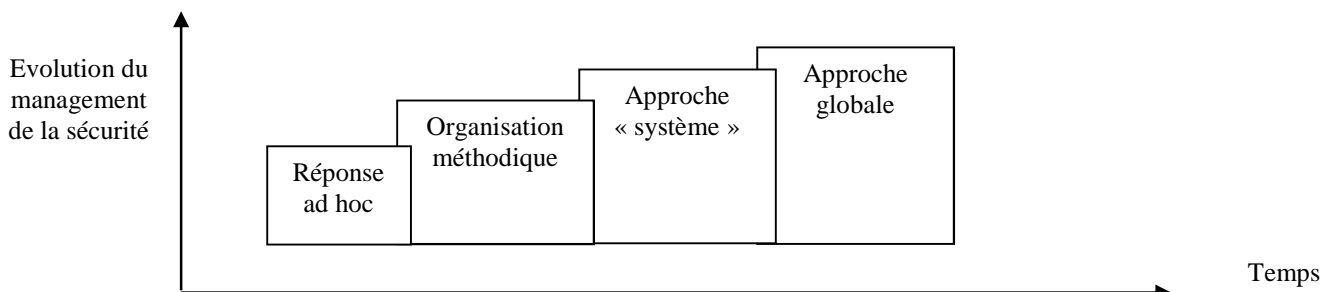 Evolution du
management
de la sécurité
Réponse
ad hoc
Organisation
méthodique
Approche
« système »
Approche
globale
Temps